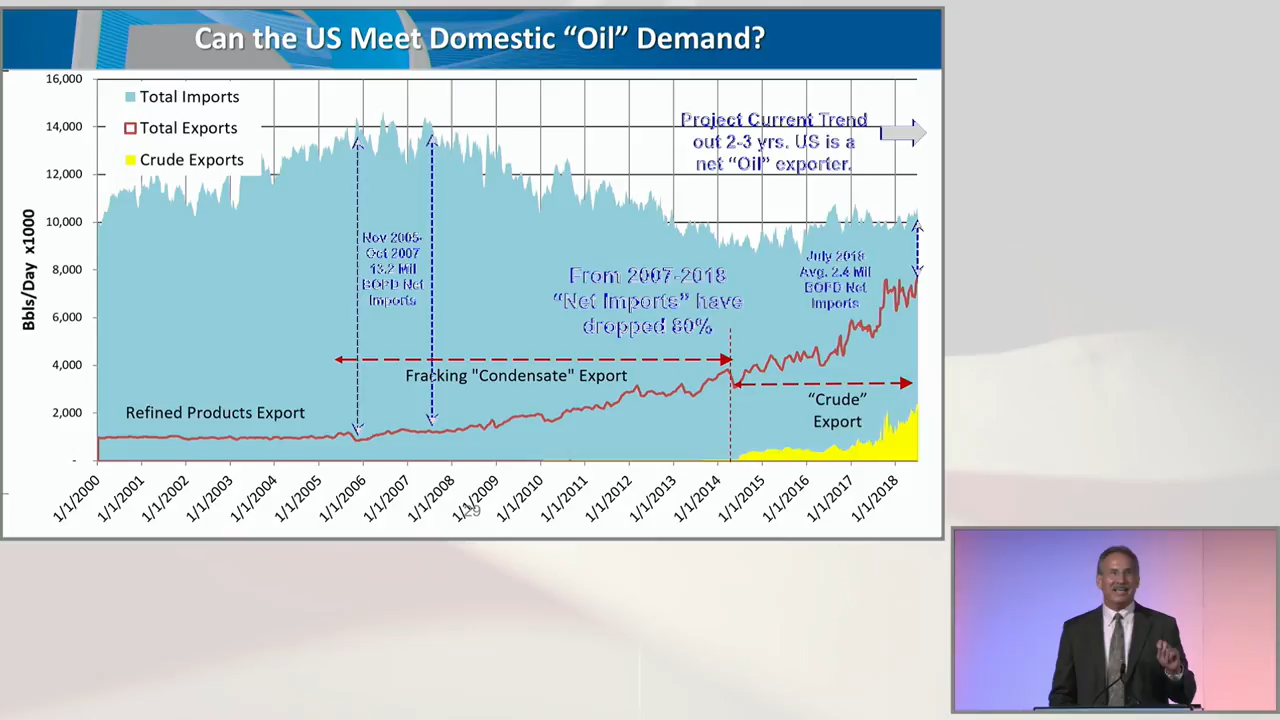 Can the US Meet Domestic “Oil” Demand?
16,000
14,000
12,000
10,000
8,000
6,000
4,000
2,000
-
Bbls/Day x1000
Total Imports
Total Exports
Crude Exports
Project Current Trend
out 2-3 yrs. US is a
net “Oil” exporter.
Nov 2005-
Oct 2007
13.2 Mil
BOPD Net
Imports
From 2007-2018
“Net Imports” have
dropped 80%
July 2018
Avg. 2.4 Mil
BOPD Net
Imports
Fracking "Condensate" Export
“Crude”
Export
Refined Products Export
1/1/2000
1/1/2001
1/1/2002
1/1/2003
1/1/2004
1/1/2005
1/1/2006
1/1/2007
1/1/2008
1/1/2009
1/1/2010
1/1/2011
1/1/2012
1/1/2013
1/1/2014
1/1/2015
1/1/2016
1/1/2017
1/1/2018
29